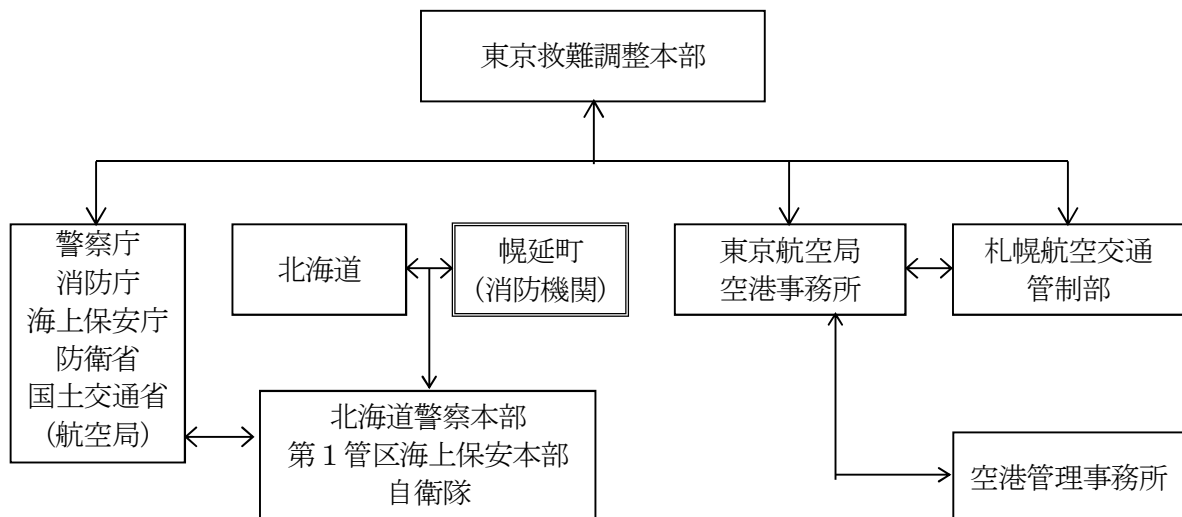 東京救難調整本部
警察庁
消防庁
海上保安庁
防衛省
国土交通省
(航空局)
北海道
幌延町
(消防機関)
東京航空局
空港事務所
札幌航空交通
管制部
北海道警察本部
第１管区海上保安本部
自衛隊
空港管理事務所